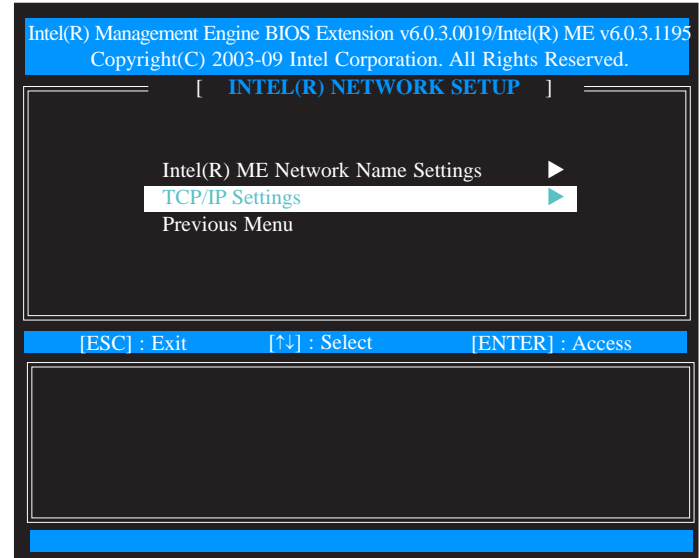 Intel(R) Management Engine BIOS Extension v6.0.3.0019/Intel(R) ME v6.0.3.1195
Copyright(C) 2003-09 Intel Corporation. All Rights Reserved.
[ INTEL(R) NETWORK SETUP ]
Intel(R) ME Network Name Settings ▶
TCP/IP Settings ▶
Previous Menu
[ESC] : Exit [↑↓] : Select [ENTER] : Access